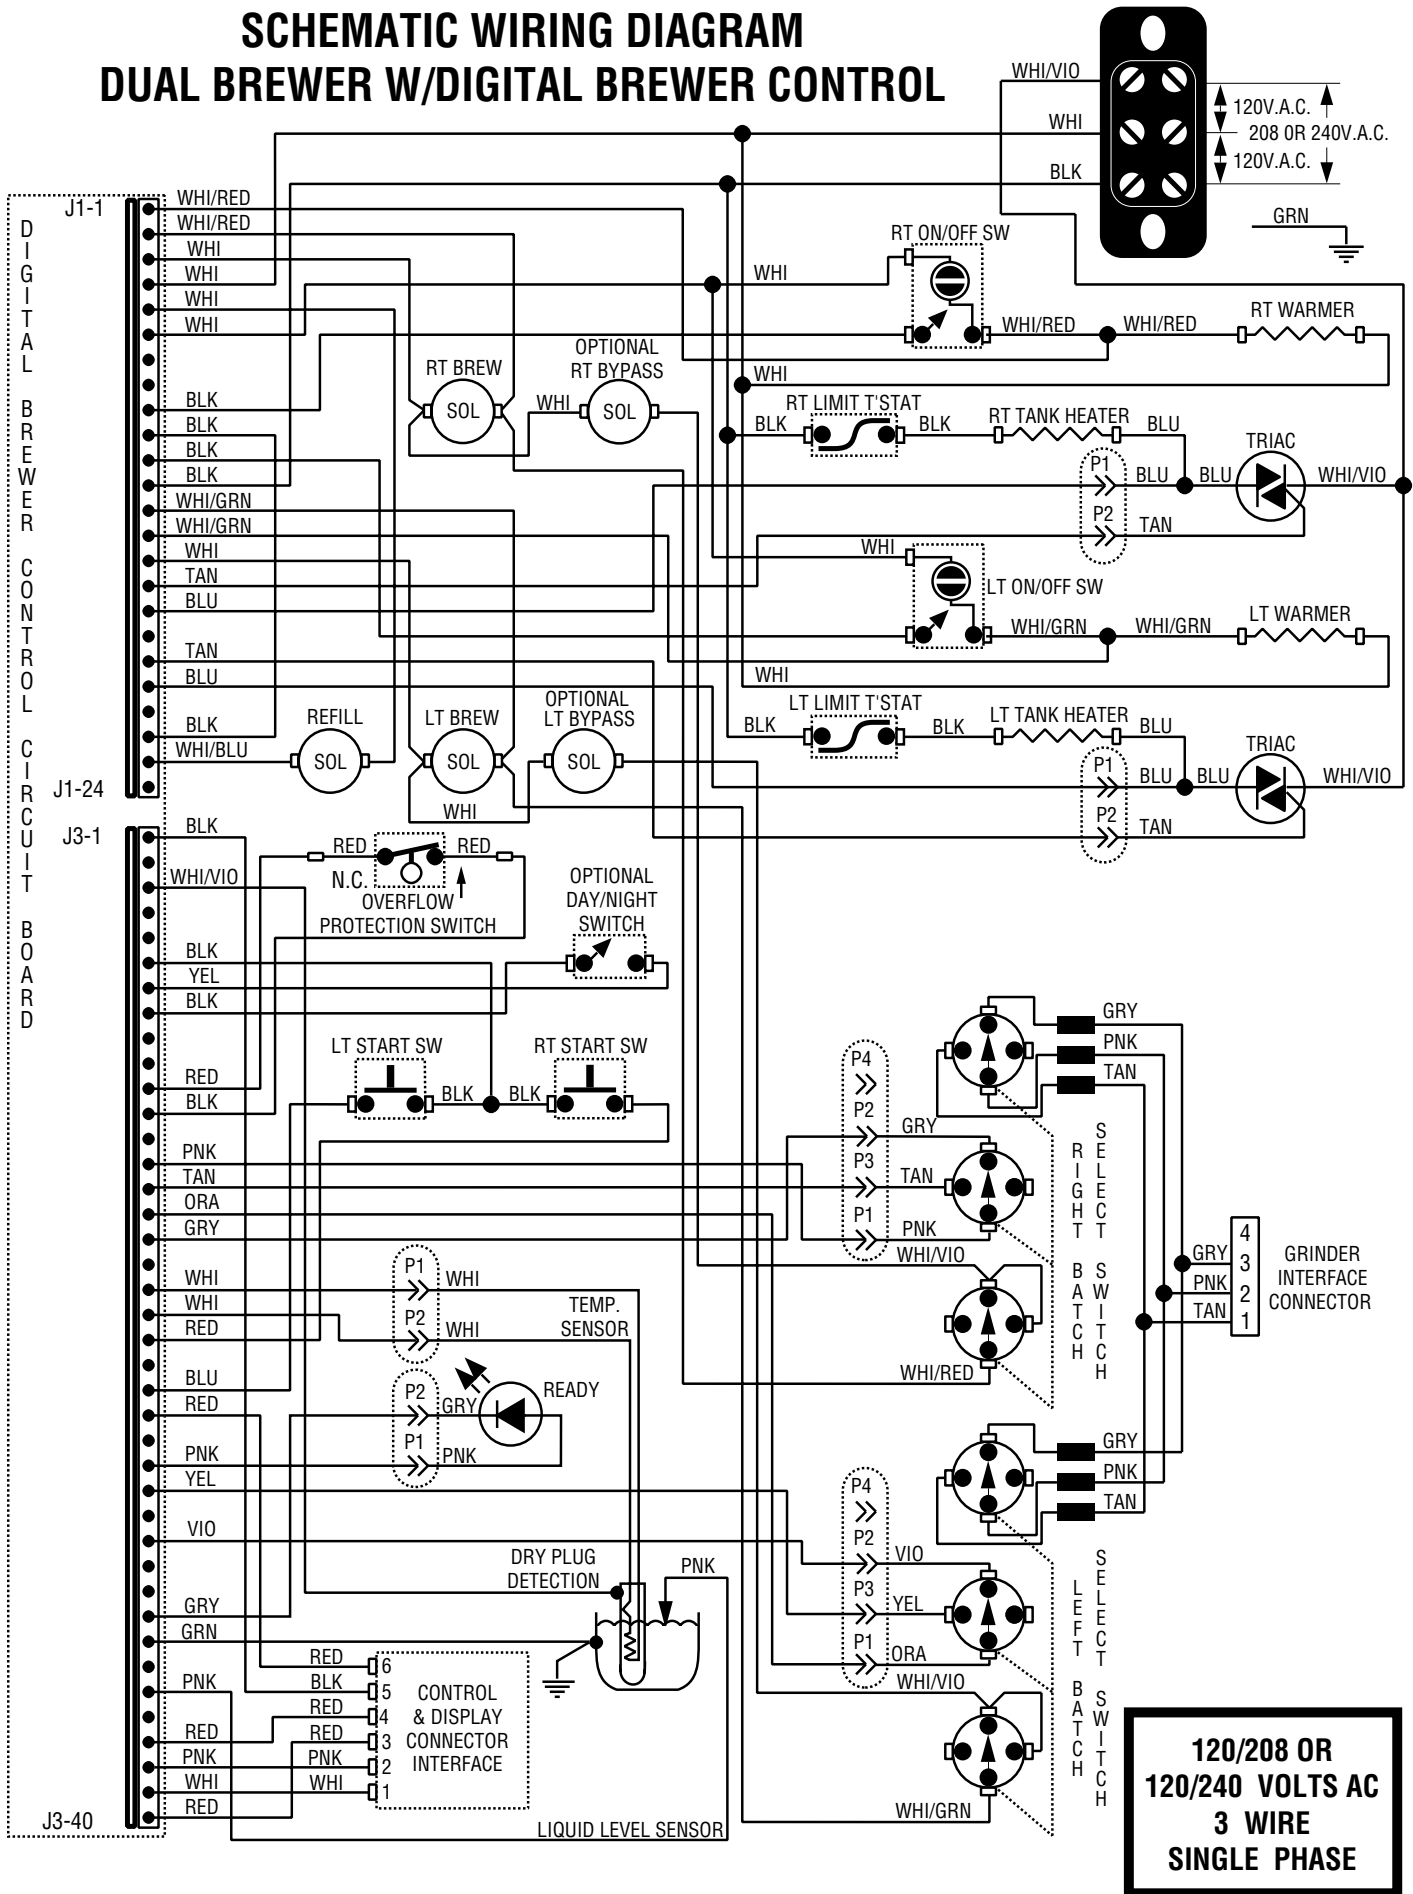 SCHEMATIC WIRING DIAGRAM
DUAL BREWER W/DIGITAL BREWER CONTROL
WHI/VIO
WHI
BLK
120V.A.C.
208 OR 240V.A.C.
120V.A.C.
GRN
DIGITAL BREWER CONTROL CIRCUIT BOARD
J1-1
WHI/RED
WHI/RED
WHI
WHI
WHI
WHI
BLK
BLK
BLK
BLK
WHI/GRN
WHI/GRN
WHI
TAN
BLU
TAN
BLU
BLK
WHI/BLU
J1-24
RT ON/OFF SW
WHI
WHI/RED
WHI/RED
RT WARMER
WHI
RT BREW
SOL
OPTIONAL
RT BYPASS
WHI
SOL
RT LIMIT T'STAT
BLK
BLK
RT TANK HEATER
BLU
TRIAC
P1
BLU
BLU
WHI/VIO
P2
TAN
WHI
LT ON/OFF SW
WHI/GRN
WHI/GRN
LT WARMER
WHI
REFILL
SOL
LT BREW
SOL
OPTIONAL
LT BYPASS
SOL
WHI
LT LIMIT T'STAT
BLK
BLK
LT TANK HEATER
BLU
TRIAC
P1
BLU
BLU
WHI/VIO
P2
TAN
J3-1
BLK
WHI/VIO
BLK
YEL
BLK
RED
BLK
PNK
TAN
ORA
GRY
WHI
WHI
RED
BLU
RED
PNK
YEL
VIO
GRY
GRN
PNK
RED
PNK
WHI
RED
J3-40
RED
RED
N.C.
OVERFLOW
PROTECTION SWITCH
OPTIONAL
DAY/NIGHT
SWITCH
LT START SW
RT START SW
BLK
BLK
P1
WHI
P2
WHI
TEMP.
SENSOR
P2
GRY
READY
P1
PNK
DRY PLUG
DETECTION
PNK
RED
6
BLK
5
RED
4
RED
3
PNK
2
WHI
1
CONTROL
& DISPLAY
CONNECTOR
INTERFACE
LIQUID LEVEL SENSOR
GRY
PNK
TAN
P4
P2
GRY
P3
TAN
P1
PNK
WHI/VIO
WHI/RED
RIGHT BATCH
SELECT SWITCH
GRY
PNK
TAN
4
3
2
1
GRINDER
INTERFACE
CONNECTOR
GRY
PNK
TAN
P4
P2
VIO
P3
YEL
P1
ORA
WHI/VIO
WHI/GRN
LEFT BATCH
SELECT SWITCH
120/208 OR
120/240 VOLTS AC
3 WIRE
SINGLE PHASE